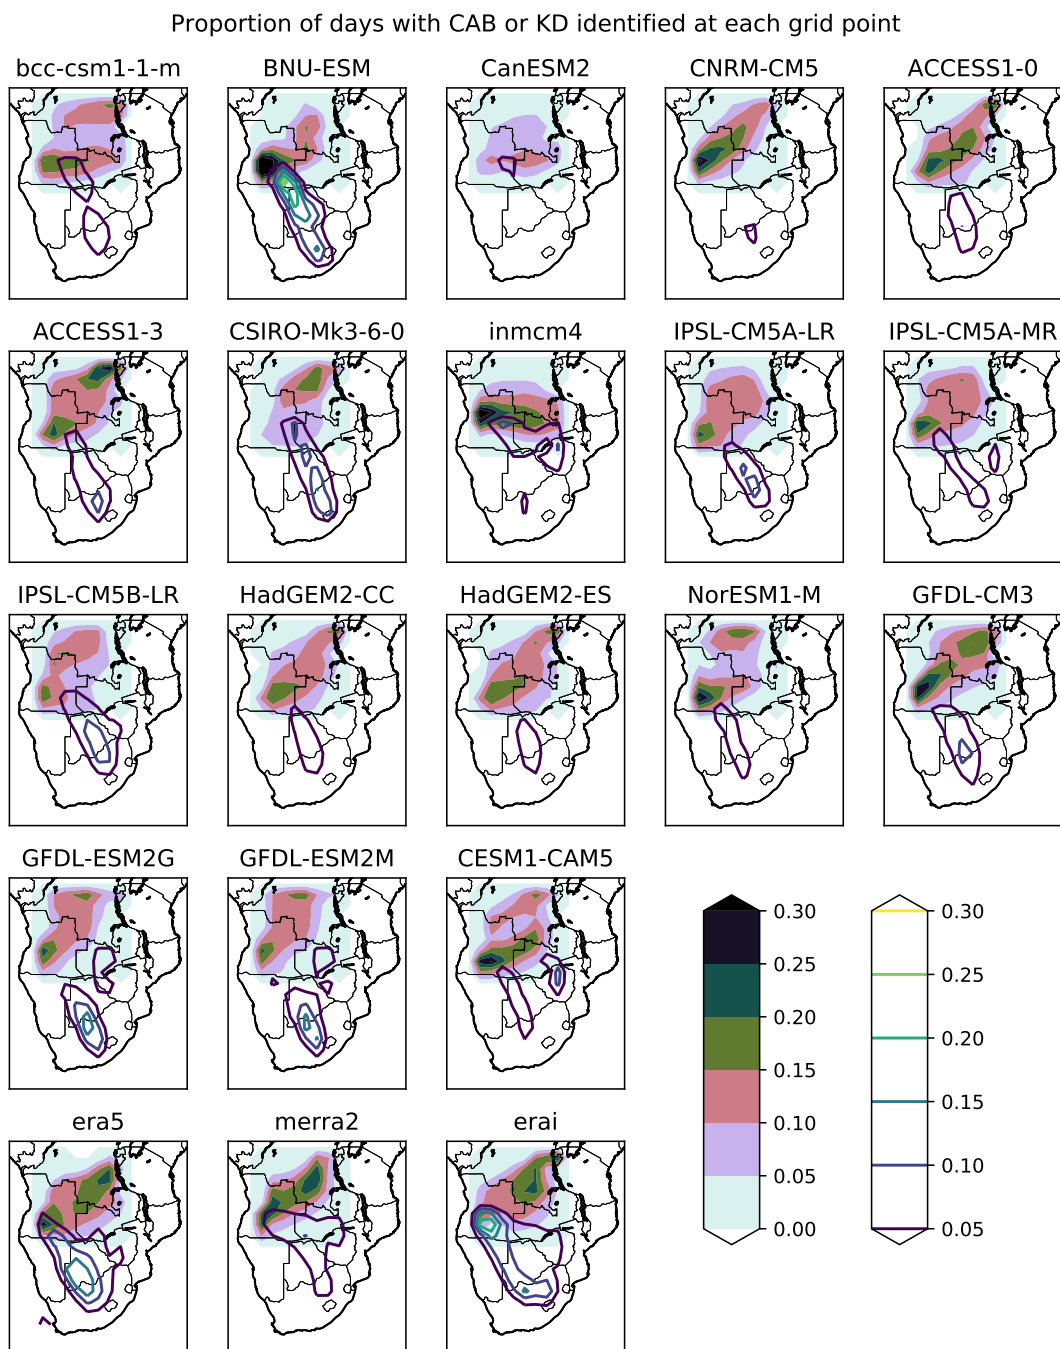 Proportion of days with CAB or KD identified at each grid point
bcc-csm1-1-m BNU-ESM CanESM2 CNRM-CM5 ACCESS1-0
ACCESS1-3 CSIRO-Mk3-6-0 inmcm4 IPSL-CM5A-LR IPSL-CM5A-MR
IPSL-CM5B-LR HadGEM2-CC HadGEM2-ES NorESM1-M GFDL-CM3
GFDL-ESM2G GFDL-ESM2M CESM1-CAM5
0.30 0.30
0.25 0.25
0.20 0.20
0.15 0.15
0.10 0.10
0.05 0.05
0.00
era5 merra2 erai